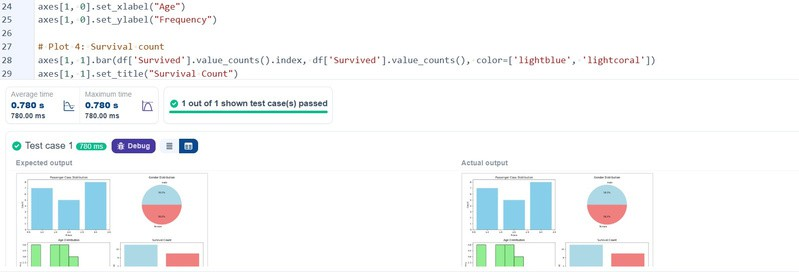 24 axes[1, 0].set_xlabel("Age")
25 axes[1, 0].set_ylabel("Frequency")
26
27 # Plot 4: Survival count
28 axes[1, 1].bar(df['Survived'].value_counts().index, df['Survived'].value_counts(), color=['lightblue', 'lightcoral'])
29 axes[1, 1].set_title("Survival Count")
Average time
0.780 s
780.00 ms
Maximum time
0.780 s
780.00 ms
1 out of 1 shown test case(s) passed
Test case 1 780 ms Debug
Expected output
Actual output
Passenger Class Distribution
Gender Distribution
Age Distribution
Survival Count
Passenger Class Distribution
Gender Distribution
Age Distribution
Survival Count